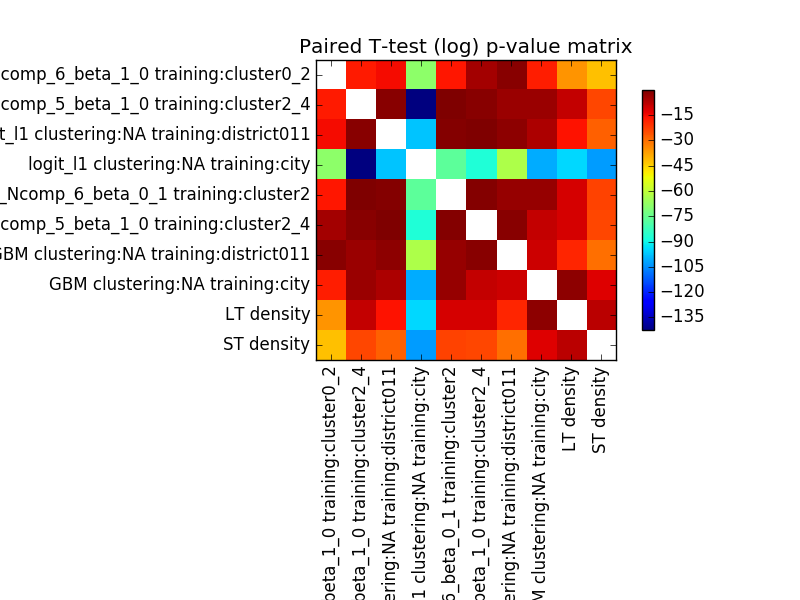 Paired T-test (log) p-value matrix
comp_6_beta_1_0 training:cluster0_2
comp_5_beta_1_0 training:cluster2_4
t_l1 clustering:NA training:district011
logit_l1 clustering:NA training:city
_Ncomp_6_beta_0_1 training:cluster2
comp_5_beta_1_0 training:cluster2_4
GBM clustering:NA training:district011
GBM clustering:NA training:city
LT density
ST density
beta_1_0 training:cluster0_2
beta_1_0 training:cluster2_4
ering:NA training:district011
1 clustering:NA training:city
6_beta_0_1 training:cluster2
beta_1_0 training:cluster2_4
ering:NA training:district011
M clustering:NA training:city
LT density
ST density
−15
−30
−45
−60
−75
−90
−105
−120
−135